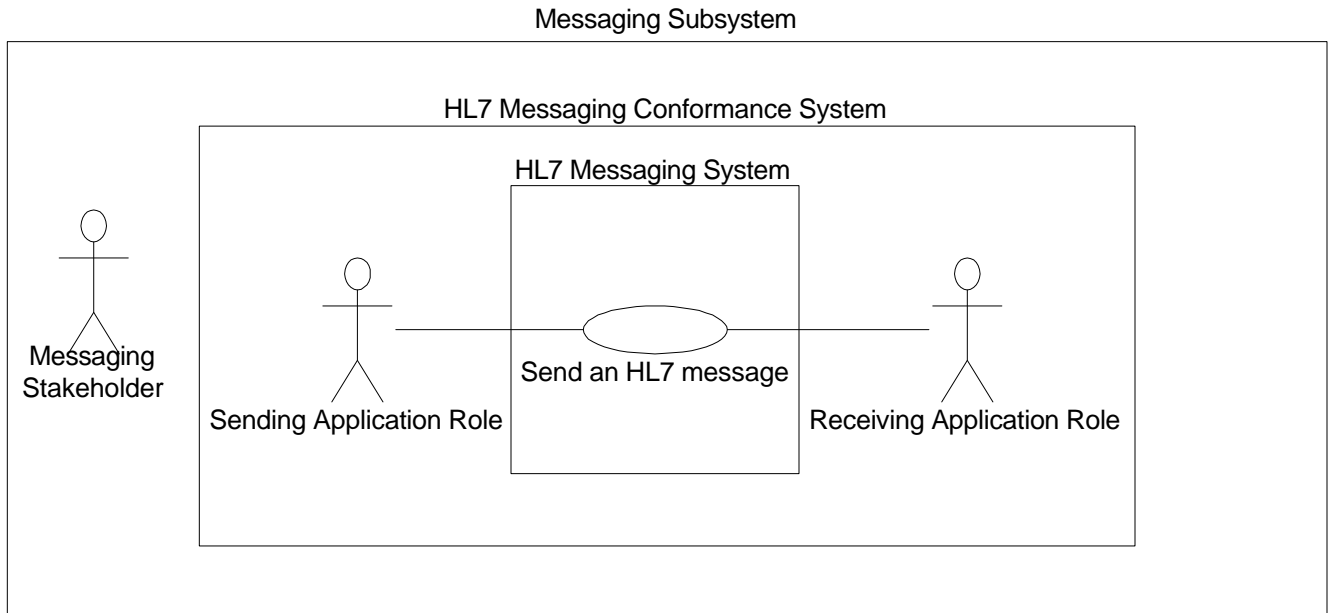 Messaging Subsystem
HL7 Messaging Conformance System
HL7 Messaging System
Messaging
Stakeholder
Send an HL7 message
Sending Application Role
Receiving Application Role